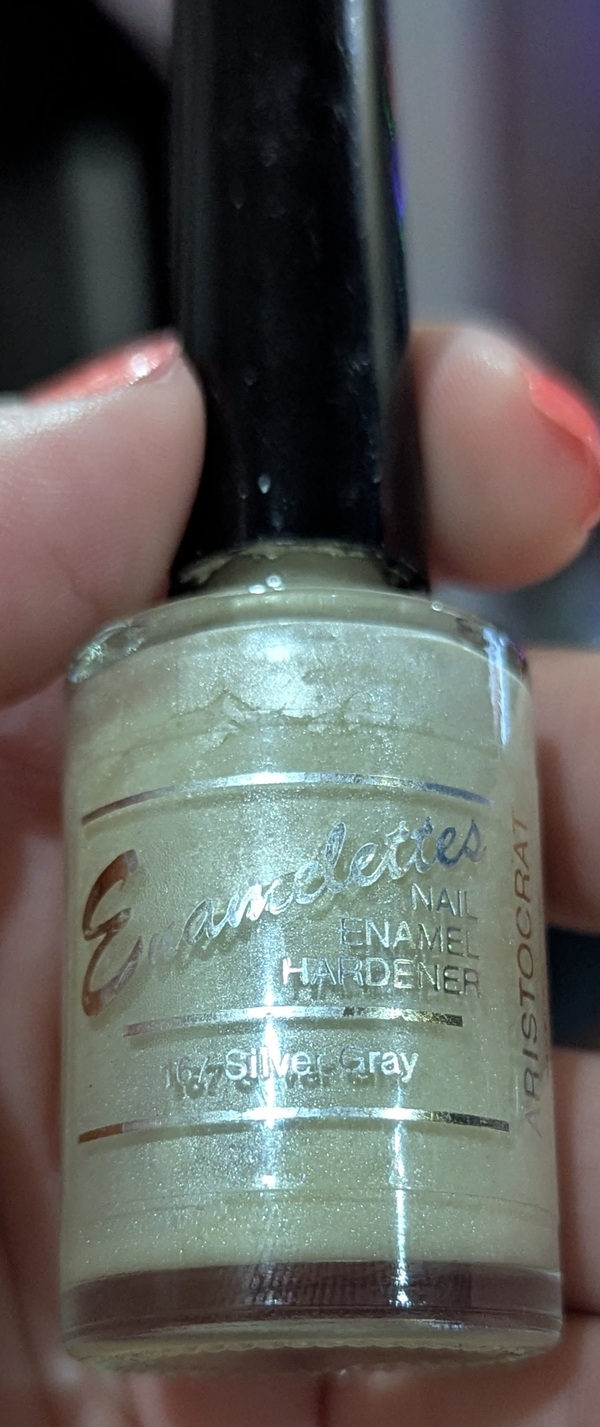 Enamelettes
NAIL
ENAMEL
HARDENER
167 Silver Gray
ARISTOCRAT